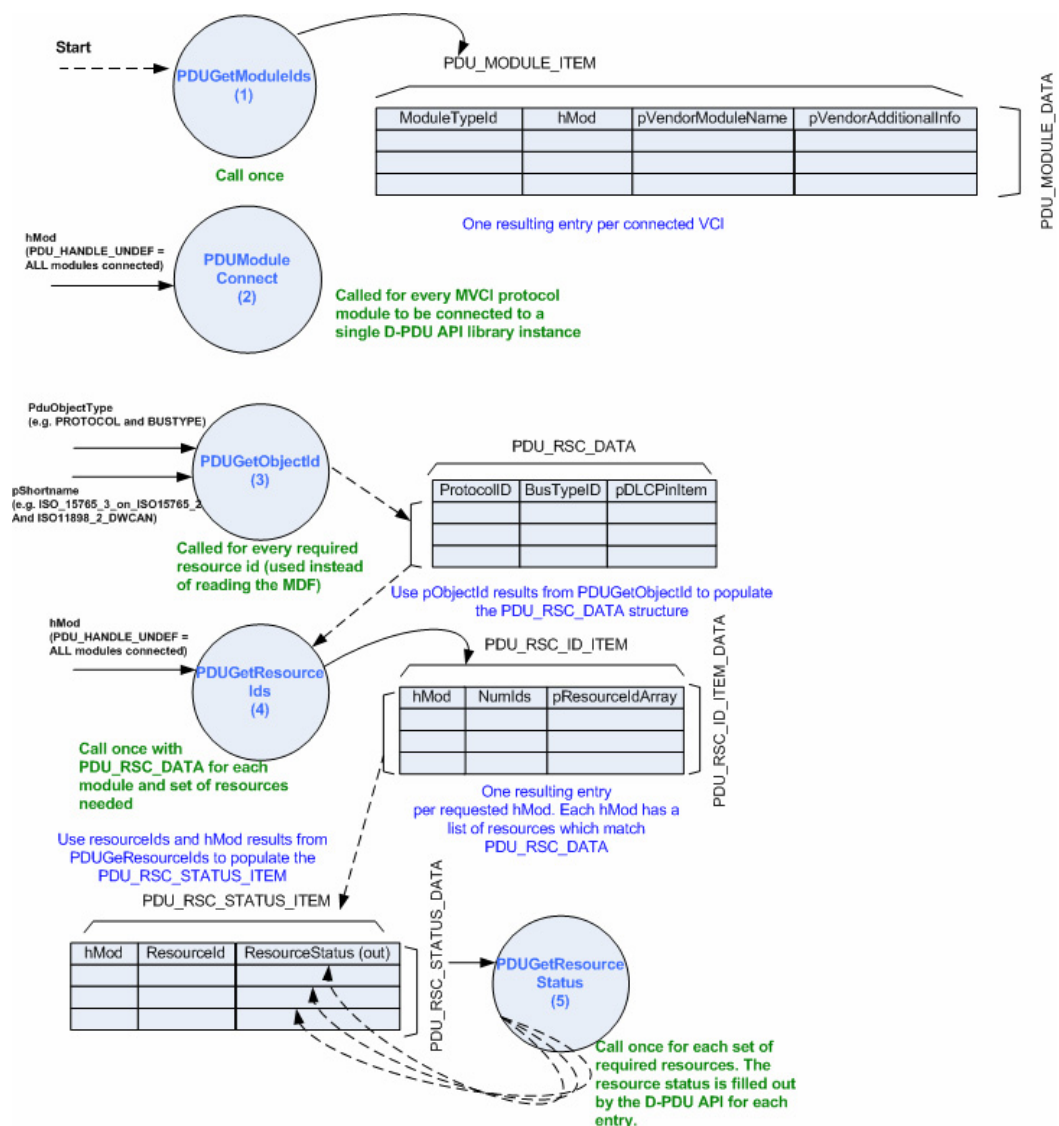 Start
PDUGetModuleIds
(1)
Call once
PDU_MODULE_ITEM
ModuleTypeId hMod pVendorModuleName pVendorAdditionalInfo
PDU_MODULE_DATA
One resulting entry per connected VCI
hMod
(PDU_HANDLE_UNDEF =
ALL modules connected)
PDUModule
Connect
(2)
Called for every MVCI protocol
module to be connected to a
single D-PDU API library instance
PduObjectType
(e.g. PROTOCOL and BUSTYPE)
pShortname
(e.g. ISO_15765_3_on_ISO15765_2
And ISO11898_2_DWCAN)
PDUGetObjectId
(3)
Called for every required
resource id (used instead
of reading the MDF)
PDU_RSC_DATA
ProtocolID BusTypeID pDLCPinItem
Use pObjectId results from PDUGetObjectId to populate
the PDU_RSC_DATA structure
hMod
(PDU_HANDLE_UNDEF =
ALL modules connected)
PDUGetResource
Ids
(4)
Call once with
PDU_RSC_DATA for each
module and set of resources
needed
PDU_RSC_ID_ITEM
hMod NumIds pResourceIdArray
PDU_RSC_ID_ITEM_DATA
One resulting entry
per requested hMod. Each hMod has a
list of resources which match
PDU_RSC_DATA
Use resourceIds and hMod results from
PDUGeResourceIds to populate the
PDU_RSC_STATUS_ITEM
PDU_RSC_STATUS_ITEM
hMod ResourceId ResourceStatus (out)
PDU_RSC_STATUS_DATA
PDUGetResource
Status
(5)
Call once for each set of
required resources. The
resource status is filled out
by the D-PDU API for each
entry.